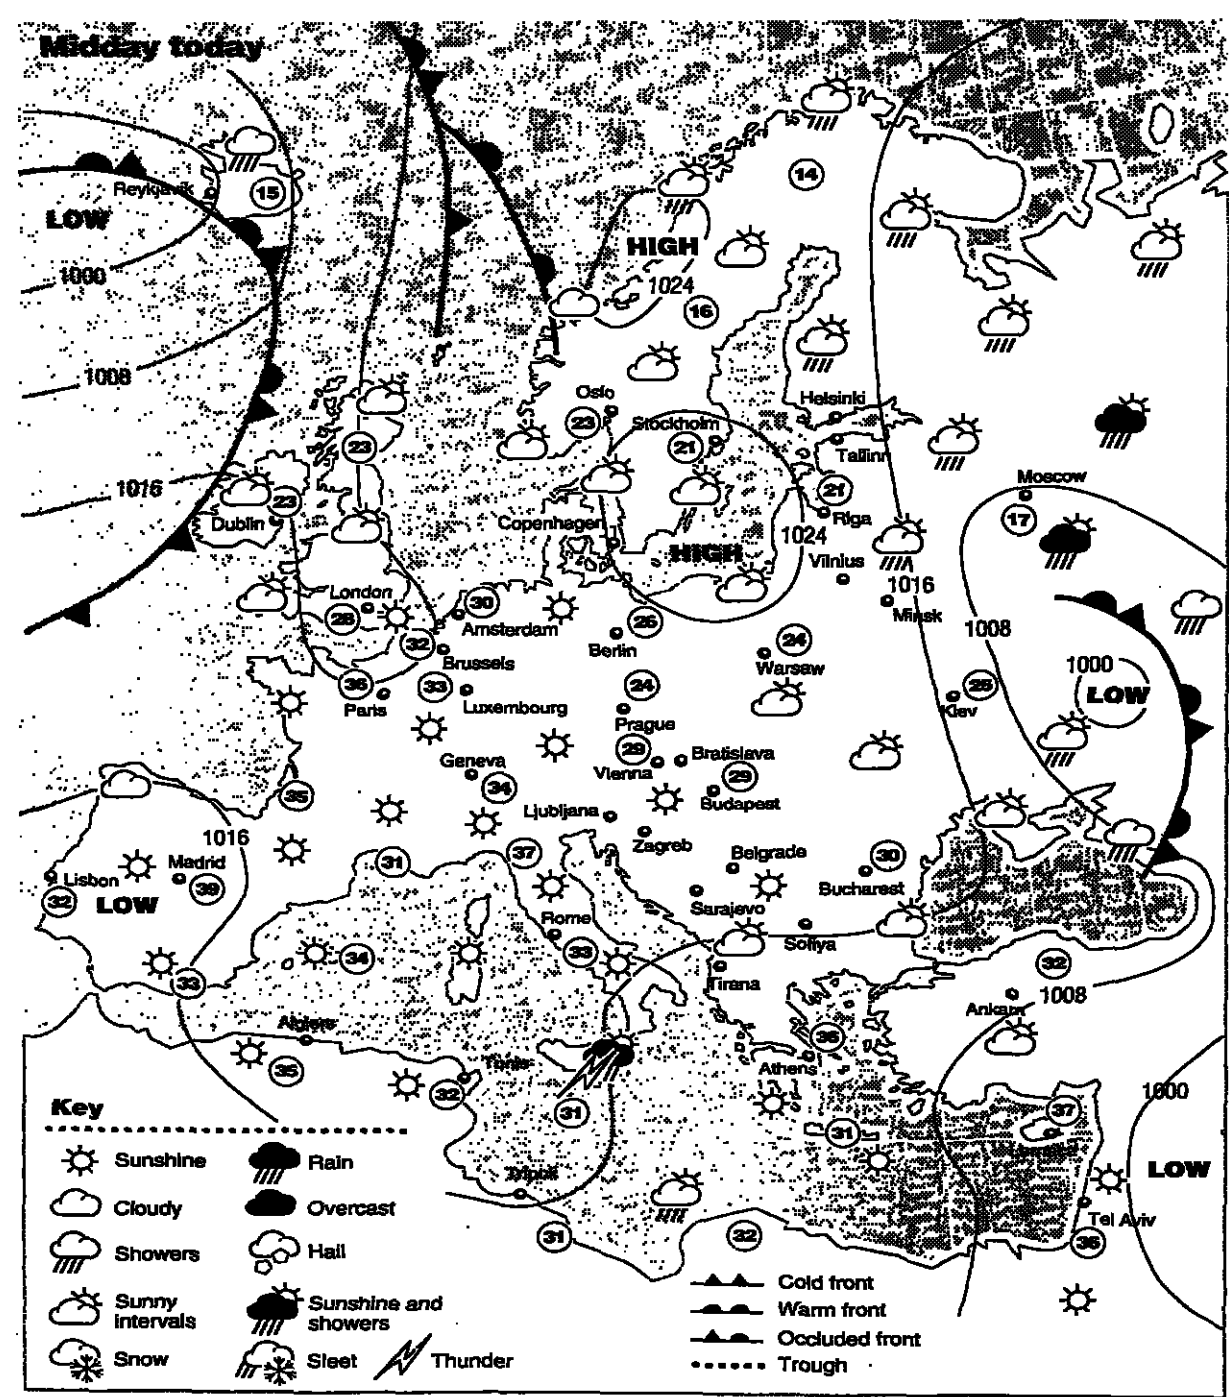 Midday today
15
Reykjavik
LOW
14
HIGH
1000
1024
16
1008
Oslo
23
Helsinki
Stockholm
21
23
Tallinn
1016
23
Moscow
21
17
Dublin
Copenhagen
Riga
1024
HIGH
Vilnius
1016
London
28
30
Minsk
Amsterdam
26
1008
Berlin
24
32
Brussels
Warsaw
1000
36
33
24
LOW
Paris
Luxembourg
Kiev
Prague
29
Bratislava
Geneva
Vienna
29
34
Budapest
35
Ljubljana
1016
Zagreb
Belgrade
30
31
37
Madrid
Lisbon
39
Bucharest
32
LOW
Sarajevo
Rome
Sofiya
34
33
32
33
Tirana
1008
Ankara
Algiers
36
Tunis
Athens
35
32
1000
31
37
31
Key
Sunshine
Rain
LOW
Cloudy
Overcast
Tripoli
Tel Aviv
Showers
Hail
31
32
36
Cold front
Sunny
intervals
Sunshine and
showers
Warm front
Occluded front
Snow
Sleet
Thunder
Trough